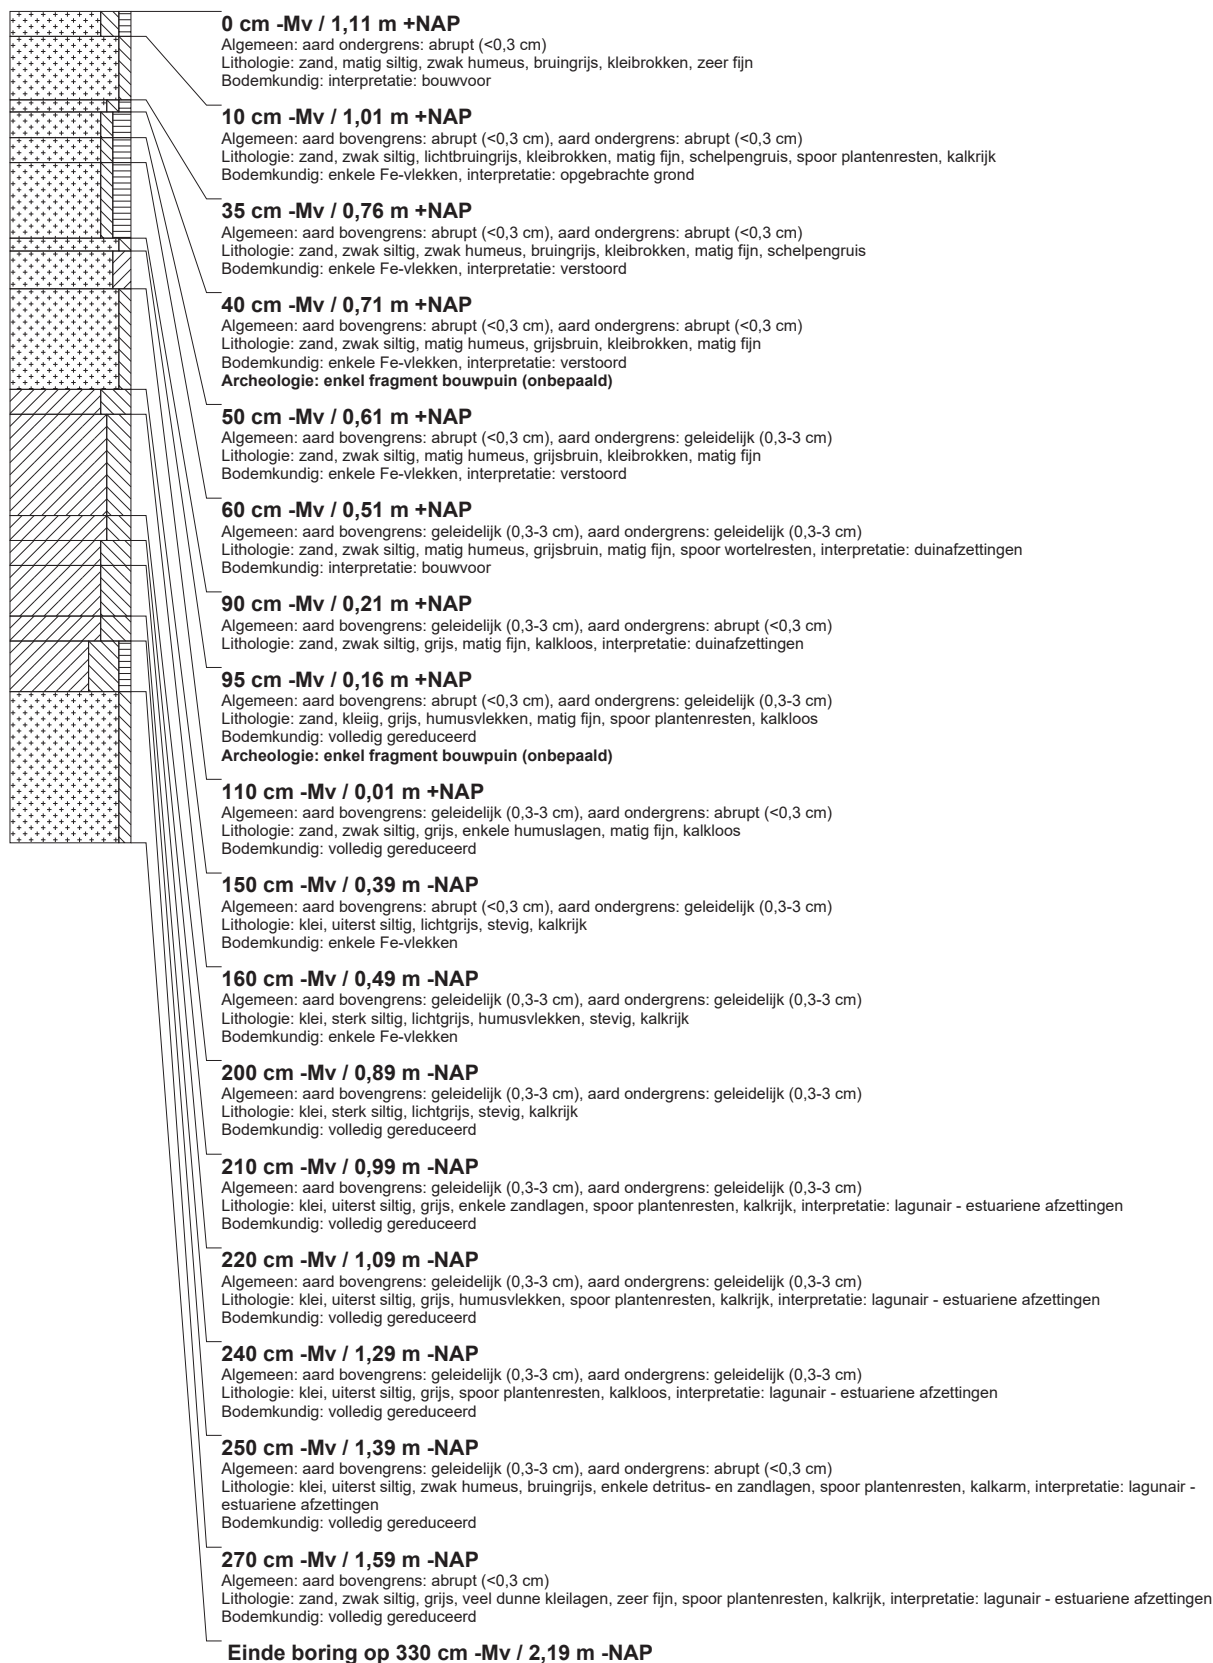 0 cm -Mv / 1,11 m +NAP
Algemeen: aard ondergrens: abrupt (<0,3 cm)
Lithologie: zand, matig siltig, zwak humeus, bruingrijs, kleibrokken, zeer fijn
Bodemkundig: interpretatie: bouwvoor
10 cm -Mv / 1,01 m +NAP
Algemeen: aard bovengrens: abrupt (<0,3 cm), aard ondergrens: abrupt (<0,3 cm)
Lithologie: zand, zwak siltig, lichtbruingrijs, kleibrokken, matig fijn, schelpengruis, spoor plantenresten, kalkrijk
Bodemkundig: enkele Fe-vlekken, interpretatie: opgebrachte grond
35 cm -Mv / 0,76 m +NAP
Algemeen: aard bovengrens: abrupt (<0,3 cm), aard ondergrens: abrupt (<0,3 cm)
Lithologie: zand, zwak siltig, zwak humeus, bruingrijs, kleibrokken, matig fijn, schelpengruis
Bodemkundig: enkele Fe-vlekken, interpretatie: verstoord
40 cm -Mv / 0,71 m +NAP
Algemeen: aard bovengrens: abrupt (<0,3 cm), aard ondergrens: abrupt (<0,3 cm)
Lithologie: zand, zwak siltig, matig humeus, grijsbruin, kleibrokken, matig fijn
Bodemkundig: enkele Fe-vlekken, interpretatie: verstoord
Archeologie: enkel fragment bouwpuin (onbepaald)
50 cm -Mv / 0,61 m +NAP
Algemeen: aard bovengrens: abrupt (<0,3 cm), aard ondergrens: geleidelijk (0,3-3 cm)
Lithologie: zand, zwak siltig, matig humeus, grijsbruin, kleibrokken, matig fijn
Bodemkundig: enkele Fe-vlekken, interpretatie: verstoord
60 cm -Mv / 0,51 m +NAP
Algemeen: aard bovengrens: geleidelijk (0,3-3 cm), aard ondergrens: geleidelijk (0,3-3 cm)
Lithologie: zand, zwak siltig, matig humeus, grijsbruin, matig fijn, spoor wortelresten, interpretatie: duinafzettingen
Bodemkundig: interpretatie: bouwvoor
90 cm -Mv / 0,21 m +NAP
Algemeen: aard bovengrens: geleidelijk (0,3-3 cm), aard ondergrens: abrupt (<0,3 cm)
Lithologie: zand, zwak siltig, grijs, matig fijn, kalkloos, interpretatie: duinafzettingen
95 cm -Mv / 0,16 m +NAP
Algemeen: aard bovengrens: abrupt (<0,3 cm), aard ondergrens: geleidelijk (0,3-3 cm)
Lithologie: zand, kleiig, grijs, humusvlekken, matig fijn, spoor plantenresten, kalkloos
Bodemkundig: volledig gereduceerd
Archeologie: enkel fragment bouwpuin (onbepaald)
110 cm -Mv / 0,01 m +NAP
Algemeen: aard bovengrens: geleidelijk (0,3-3 cm), aard ondergrens: abrupt (<0,3 cm)
Lithologie: zand, zwak siltig, grijs, enkele humuslagen, matig fijn, kalkloos
Bodemkundig: volledig gereduceerd
150 cm -Mv / 0,39 m -NAP
Algemeen: aard bovengrens: abrupt (<0,3 cm), aard ondergrens: geleidelijk (0,3-3 cm)
Lithologie: klei, uiterst siltig, lichtgrijs, stevig, kalkrijk
Bodemkundig: enkele Fe-vlekken
160 cm -Mv / 0,49 m -NAP
Algemeen: aard bovengrens: geleidelijk (0,3-3 cm), aard ondergrens: geleidelijk (0,3-3 cm)
Lithologie: klei, sterk siltig, lichtgrijs, humusvlekken, stevig, kalkrijk
Bodemkundig: enkele Fe-vlekken
200 cm -Mv / 0,89 m -NAP
Algemeen: aard bovengrens: geleidelijk (0,3-3 cm), aard ondergrens: geleidelijk (0,3-3 cm)
Lithologie: klei, sterk siltig, lichtgrijs, stevig, kalkrijk
Bodemkundig: volledig gereduceerd
210 cm -Mv / 0,99 m -NAP
Algemeen: aard bovengrens: geleidelijk (0,3-3 cm), aard ondergrens: geleidelijk (0,3-3 cm)
Lithologie: klei, uiterst siltig, grijs, enkele zandlagen, spoor plantenresten, kalkrijk, interpretatie: lagunair - estuariene afzettingen
Bodemkundig: volledig gereduceerd
220 cm -Mv / 1,09 m -NAP
Algemeen: aard bovengrens: geleidelijk (0,3-3 cm), aard ondergrens: geleidelijk (0,3-3 cm)
Lithologie: klei, uiterst siltig, grijs, humusvlekken, spoor plantenresten, kalkrijk, interpretatie: lagunair - estuariene afzettingen
Bodemkundig: volledig gereduceerd
240 cm -Mv / 1,29 m -NAP
Algemeen: aard bovengrens: geleidelijk (0,3-3 cm), aard ondergrens: geleidelijk (0,3-3 cm)
Lithologie: klei, uiterst siltig, grijs, spoor plantenresten, kalkloos, interpretatie: lagunair - estuariene afzettingen
Bodemkundig: volledig gereduceerd
250 cm -Mv / 1,39 m -NAP
Algemeen: aard bovengrens: geleidelijk (0,3-3 cm), aard ondergrens: abrupt (<0,3 cm)
Lithologie: klei, uiterst siltig, zwak humeus, bruingrijs, enkele detritus- en zandlagen, spoor plantenresten, kalkarm, interpretatie: lagunair -
estuariene afzettingen
Bodemkundig: volledig gereduceerd
270 cm -Mv / 1,59 m -NAP
Algemeen: aard bovengrens: abrupt (<0,3 cm)
Lithologie: zand, zwak siltig, grijs, veel dunne kleilagen, zeer fijn, spoor plantenresten, kalkrijk, interpretatie: lagunair - estuariene afzettingen
Bodemkundig: volledig gereduceerd
Einde boring op 330 cm -Mv / 2,19 m -NAP